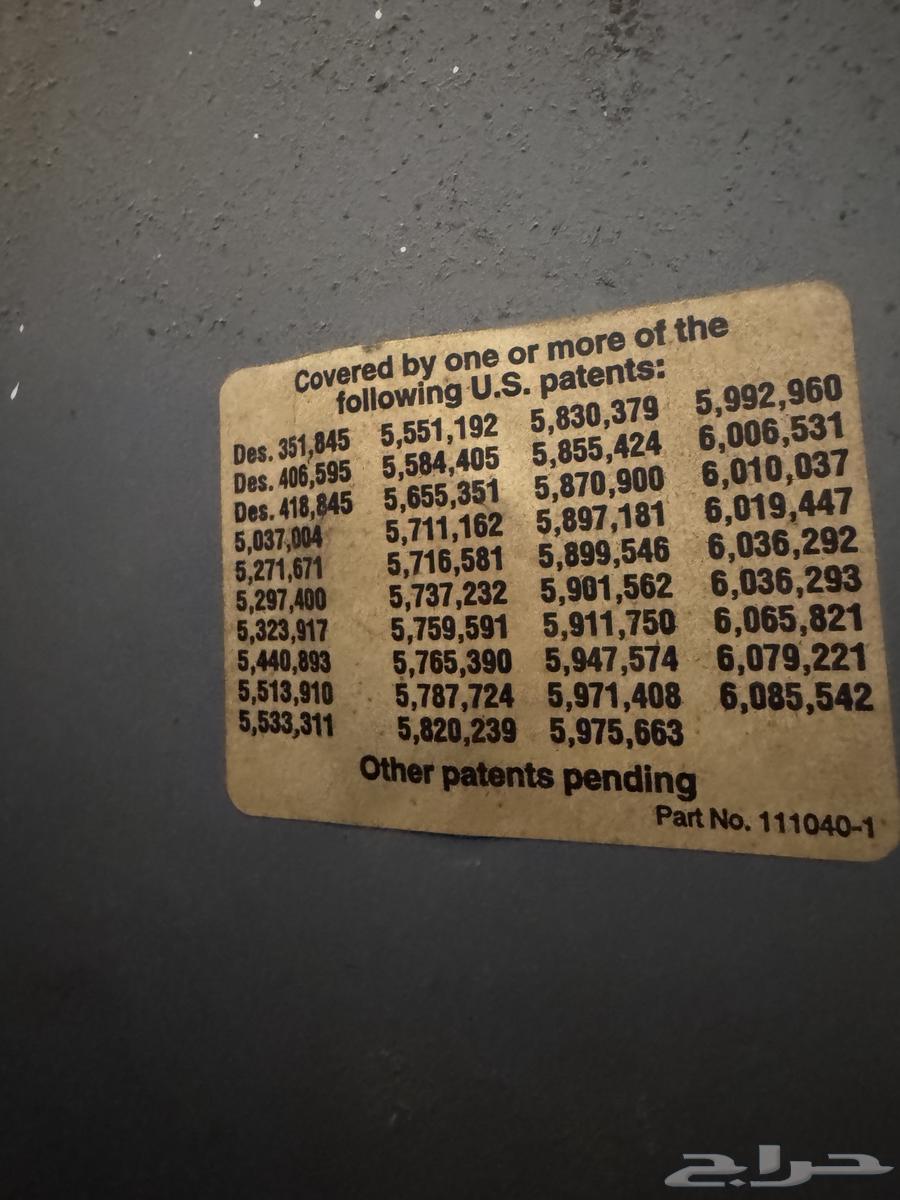 Covered by one or more of the
following U.S. patents:
Des. 351,845 5,551,192 5,830,379 5,992,960
Des. 406,595 5,584,405 5,855,424 6,006,531
Des. 418,845 5,655,351 5,870,900 6,010,037
5,037,004 5,711,162 5,897,181 6,019,447
5,271,671 5,716,581 5,899,546 6,036,292
5,297,400 5,737,232 5,901,562 6,036,293
5,323,917 5,759,591 5,911,750 6,065,821
5,440,893 5,765,390 5,947,574 6,079,221
5,513,910 5,787,724 5,971,408 6,085,542
5,533,311 5,820,239 5,975,663
Other patents pending
Part No. 111040-1
حراج